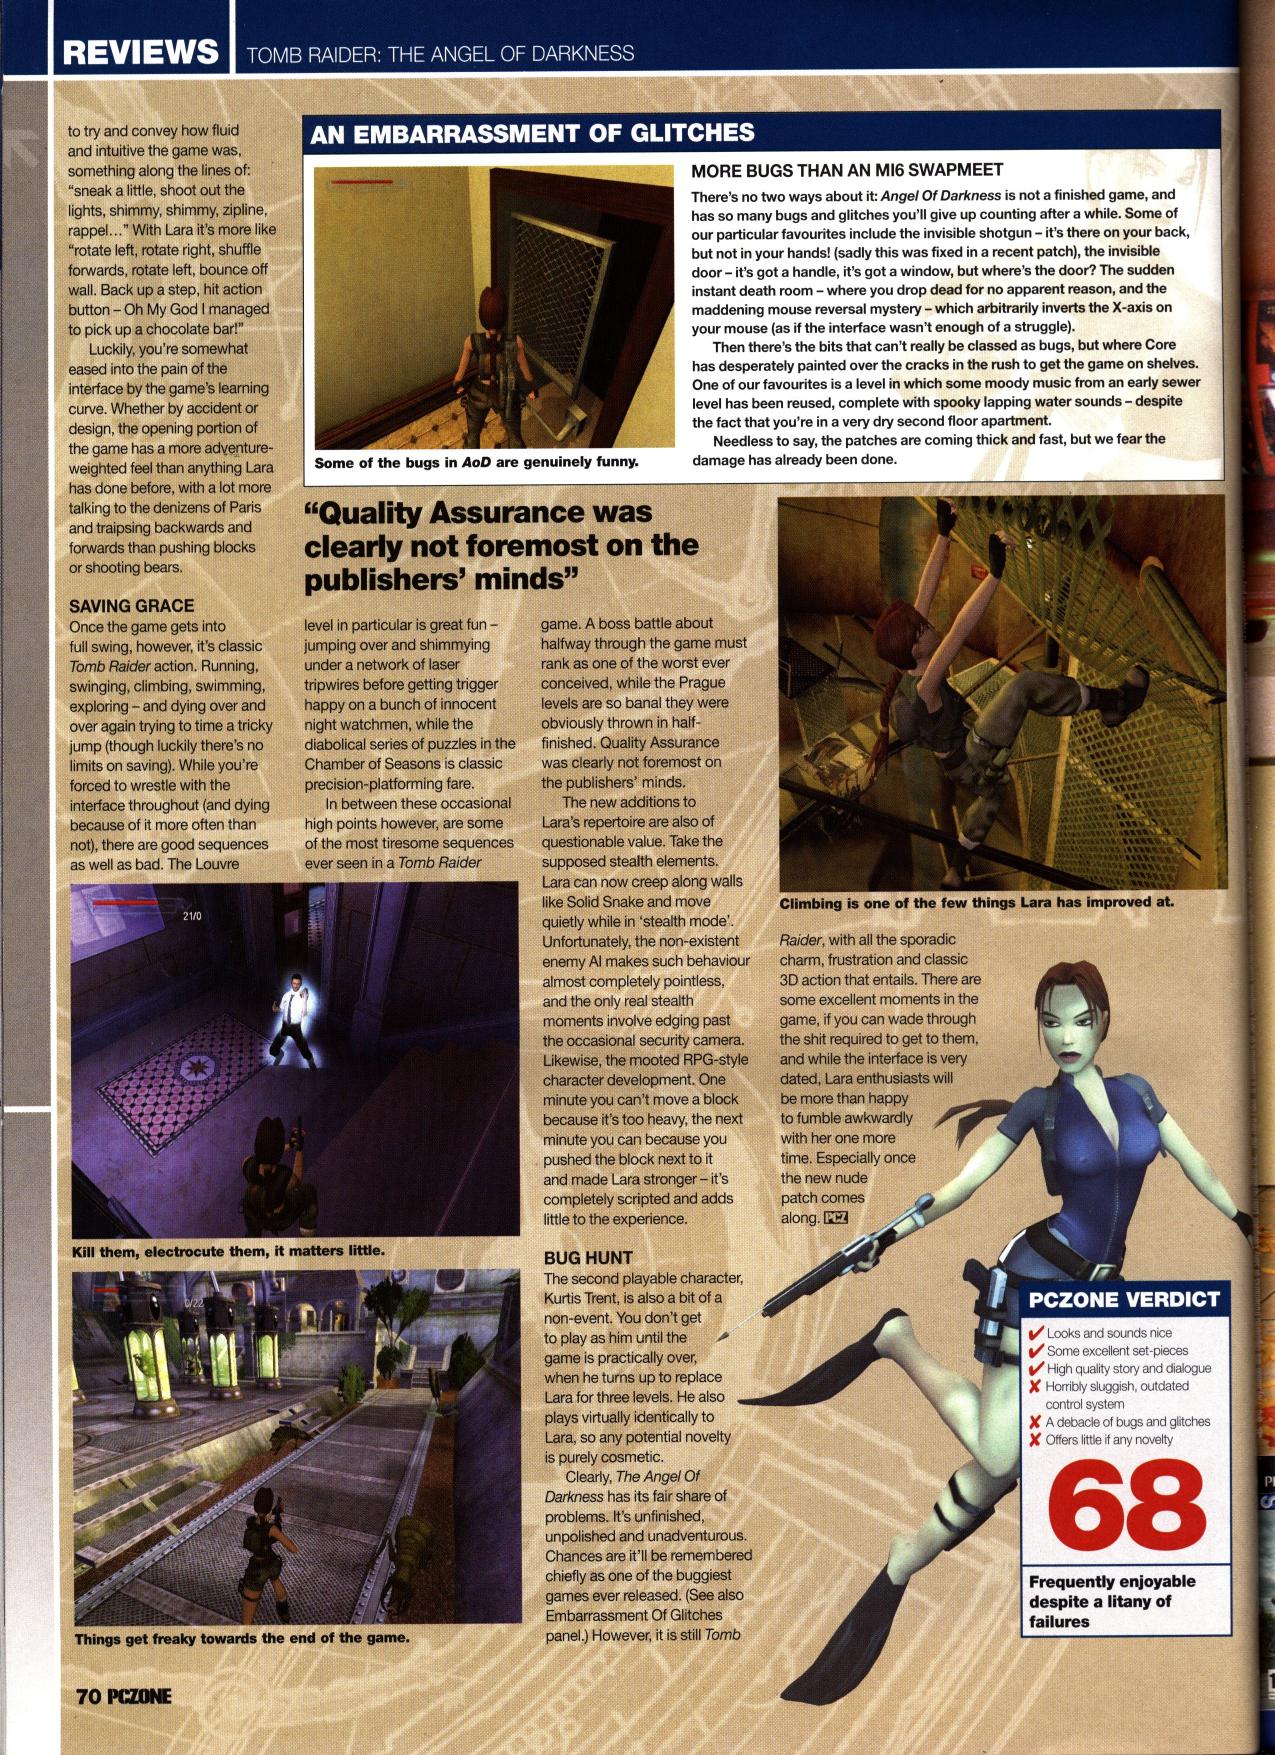 REVIEWS
TOMB RAIDER: THE ANGEL OF DARKNESS
to try and convey how fluid
and intuitive the game was,
something along the lines of:
“sneak a little, shoot out the
lights, shimmy, shimmy, zipline,
rappel...” With Lara it’s more like
“rotate left, rotate right, shuffle
forwards, rotate left, bounce off
wall. Back up a step, hit action
button – Oh My God I managed
to pick up a chocolate bar!”
Luckily, you’re somewhat
eased into the pain of the
interface by the game’s learning
curve. Whether by accident or
design, the opening portion of
the game has a more adventure-
weighted feel than anything Lara
has done before, with a lot more
talking to the denizens of Paris
and traipsing backwards and
forwards than pushing blocks
or shooting bears.
SAVING GRACE
Once the game gets into
full swing, however, it’s classic
Tomb Raider action. Running,
swinging, climbing, swimming,
exploring – and dying over and
over again trying to time a tricky
jump (though luckily there’s no
limits on saving). While you’re
forced to wrestle with the
interface throughout (and dying
because of it more often than
not), there are good sequences
as well as bad. The Louvre
AN EMBARRASSMENT OF GLITCHES
Some of the bugs in AoD are genuinely funny.
MORE BUGS THAN AN MI6 SWAPMEET
There’s no two ways about it: Angel Of Darkness is not a finished game, and
has so many bugs and glitches you’ll give up counting after a while. Some of
our particular favourites include the invisible shotgun – it’s there on your back,
but not in your hands! (sadly this was fixed in a recent patch), the invisible
door – it’s got a handle, it’s got a window, but where’s the door? The sudden
instant death room – where you drop dead for no apparent reason, and the
maddening mouse reversal mystery – which arbitrarily inverts the X-axis on
your mouse (as if the interface wasn’t enough of a struggle).
Then there’s the bits that can’t really be classed as bugs, but where Core
has desperately painted over the cracks in the rush to get the game on shelves.
One of our favourites is a level in which some moody music from an early sewer
level has been reused, complete with spooky lapping water sounds – despite
the fact that you’re in a very dry second floor apartment.
Needless to say, the patches are coming thick and fast, but we fear the
damage has already been done.
“Quality Assurance was
clearly not foremost on the
publishers’ minds”
level in particular is great fun –
jumping over and shimmying
under a network of laser
tripwires before getting trigger
happy on a bunch of innocent
night watchmen, while the
diabolical series of puzzles in the
Chamber of Seasons is classic
precision-platforming fare.
In between these occasional
high points however, are some
of the most tiresome sequences
ever seen in a Tomb Raider
21/0
Kill them, electrocute them, it matters little.
0/22
Things get freaky towards the end of the game.
game. A boss battle about
halfway through the game must
rank as one of the worst ever
conceived, while the Prague
levels are so banal they were
obviously thrown in half-
finished. Quality Assurance
was clearly not foremost on
the publishers’ minds.
The new additions to
Lara’s repertoire are also of
questionable value. Take the
supposed stealth elements.
Lara can now creep along walls
like Solid Snake and move
quietly while in ‘stealth mode’.
Unfortunately, the non-existent
enemy AI makes such behaviour
almost completely pointless,
and the only real stealth
moments involve edging past
the occasional security camera.
Likewise, the mooted RPG-style
character development. One
minute you can’t move a block
because it’s too heavy, the next
minute you can because you
pushed the block next to it
and made Lara stronger – it’s
completely scripted and adds
little to the experience.
BUG HUNT
The second playable character,
Kurtis Trent, is also a bit of a
non-event. You don’t get
to play as him until the
game is practically over,
when he turns up to replace
Lara for three levels. He also
plays virtually identically to
Lara, so any potential novelty
is purely cosmetic.
Clearly, The Angel Of
Darkness has its fair share of
problems. It’s unfinished,
unpolished and unadventurous.
Chances are it’ll be remembered
chiefly as one of the buggiest
games ever released. (See also
Embarrassment Of Glitches
panel.) However, it is still Tomb
Climbing is one of the few things Lara has improved at.
Raider, with all the sporadic
charm, frustration and classic
3D action that entails. There are
some excellent moments in the
game, if you can wade through
the shit required to get to them,
and while the interface is very
dated, Lara enthusiasts will
be more than happy
to fumble awkwardly
with her one more
time. Especially once
the new nude
patch comes
along. PCZ
PCZONE VERDICT
✓ Looks and sounds nice
✓ Some excellent set-pieces
✓ High quality story and dialogue
✗ Horribly sluggish, outdated
control system
✗ A debacle of bugs and glitches
✗ Offers little if any novelty
68
Frequently enjoyable
despite a litany of
failures
70 PCZONE